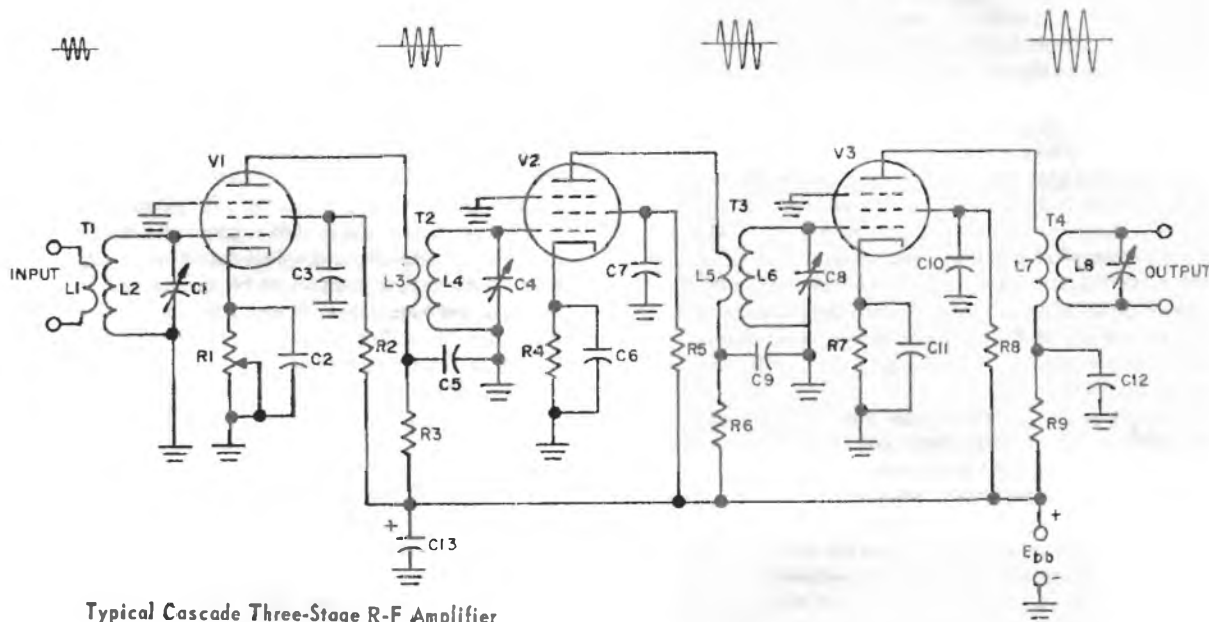 V1
V2
V3
T1
T2
T3
T4
INPUT
L1
L2
C1
C3
R2
L3
L4
C4
C7
R5
L5
L6
C8
C10
R8
L7
L8
OUTPUT
R1
C2
C5
R4
C6
C9
R7
C11
C12
R3
R6
R9
+
C13
+
Ebb
-
Typical Cascade Three-Stage R-F Amplifier